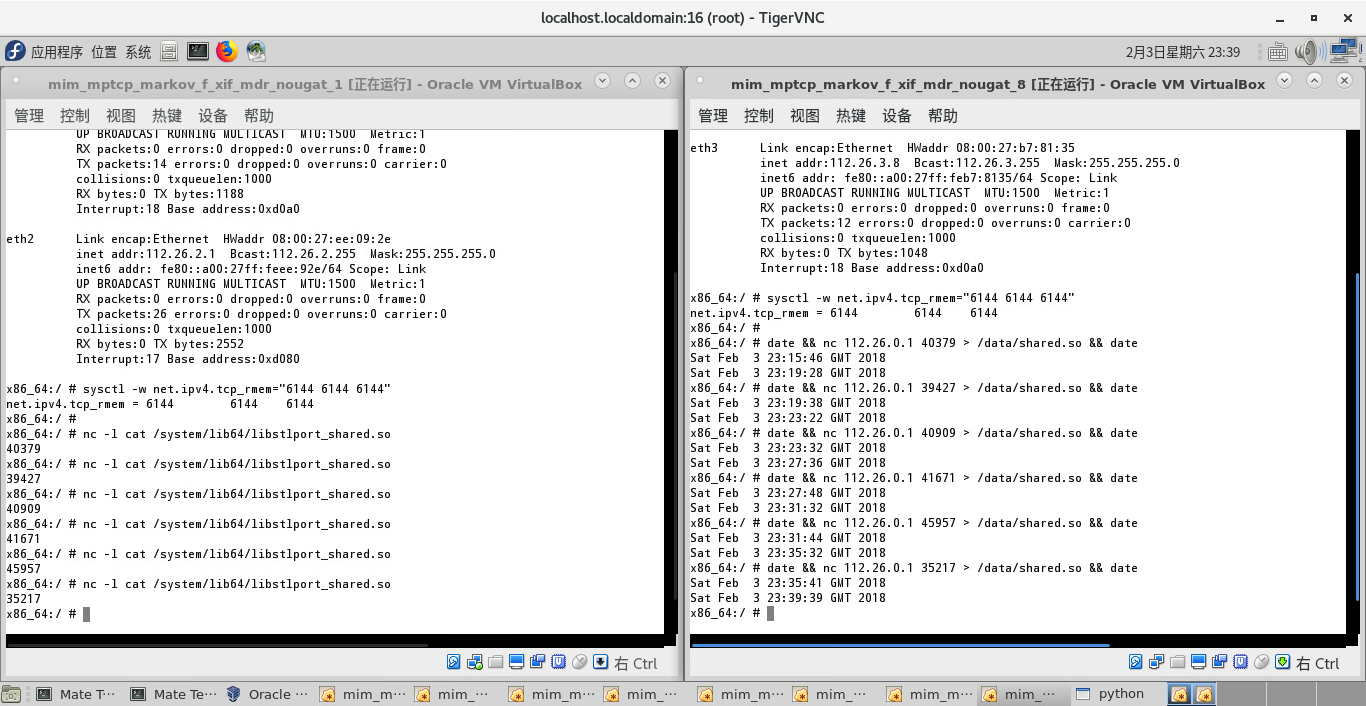 localhost.localdomain:16 (root) - TigerVNC
应用程序 位置 系统
2月3日星期六 23:39
mim_mptcp_markov_f_xif_mdr_nougat_1 [正在运行] - Oracle VM VirtualBox
管理 控制 视图 热键 设备 帮助
UP BROADCAST RUNNING MULTICAST  MTU:1500  Metric:1
RX packets:0 errors:0 dropped:0 overruns:0 frame:0
TX packets:14 errors:0 dropped:0 overruns:0 carrier:0
collisions:0 txqueuelen:1000
RX bytes:0 TX bytes:1188
Interrupt:18 Base address:0xd0a0
eth2      Link encap:Ethernet  HWaddr 08:00:27:ee:09:2e
inet addr:112.26.2.1  Bcast:112.26.2.255  Mask:255.255.255.0
inet6 addr: fe80::a00:27ff:feee:92e/64 Scope: Link
UP BROADCAST RUNNING MULTICAST  MTU:1500  Metric:1
RX packets:0 errors:0 dropped:0 overruns:0 frame:0
TX packets:26 errors:0 dropped:0 overruns:0 carrier:0
collisions:0 txqueuelen:1000
RX bytes:0 TX bytes:2552
Interrupt:17 Base address:0xd080
x86_64:/ # sysctl -w net.ipv4.tcp_rmem="6144 6144 6144"
net.ipv4.tcp_rmem = 6144        6144    6144
x86_64:/ #
x86_64:/ # nc -l cat /system/lib64/libstlport_shared.so
40379
x86_64:/ # nc -l cat /system/lib64/libstlport_shared.so
39427
x86_64:/ # nc -l cat /system/lib64/libstlport_shared.so
40909
x86_64:/ # nc -l cat /system/lib64/libstlport_shared.so
41671
x86_64:/ # nc -l cat /system/lib64/libstlport_shared.so
45957
x86_64:/ # nc -l cat /system/lib64/libstlport_shared.so
35217
x86_64:/ #
右 Ctrl
mim_mptcp_markov_f_xif_mdr_nougat_8 [正在运行] - Oracle VM VirtualBox
管理 控制 视图 热键 设备 帮助
eth3      Link encap:Ethernet  HWaddr 08:00:27:b7:81:35
inet addr:112.26.3.8  Bcast:112.26.3.255  Mask:255.255.255.0
inet6 addr: fe80::a00:27ff:feb7:8135/64 Scope: Link
UP BROADCAST RUNNING MULTICAST  MTU:1500  Metric:1
RX packets:0 errors:0 dropped:0 overruns:0 frame:0
TX packets:12 errors:0 dropped:0 overruns:0 carrier:0
collisions:0 txqueuelen:1000
RX bytes:0 TX bytes:1048
Interrupt:18 Base address:0xd0a0
x86_64:/ # sysctl -w net.ipv4.tcp_rmem="6144 6144 6144"
net.ipv4.tcp_rmem = 6144        6144    6144
x86_64:/ #
x86_64:/ # date && nc 112.26.0.1 40379 > /data/shared.so && date
Sat Feb  3 23:15:46 GMT 2018
Sat Feb  3 23:19:28 GMT 2018
x86_64:/ # date && nc 112.26.0.1 39427 > /data/shared.so && date
Sat Feb  3 23:19:38 GMT 2018
Sat Feb  3 23:23:22 GMT 2018
x86_64:/ # date && nc 112.26.0.1 40909 > /data/shared.so && date
Sat Feb  3 23:23:32 GMT 2018
Sat Feb  3 23:27:36 GMT 2018
x86_64:/ # date && nc 112.26.0.1 41671 > /data/shared.so && date
Sat Feb  3 23:27:48 GMT 2018
Sat Feb  3 23:31:32 GMT 2018
x86_64:/ # date && nc 112.26.0.1 45957 > /data/shared.so && date
Sat Feb  3 23:31:44 GMT 2018
Sat Feb  3 23:35:32 GMT 2018
x86_64:/ # date && nc 112.26.0.1 35217 > /data/shared.so && date
Sat Feb  3 23:35:41 GMT 2018
Sat Feb  3 23:39:39 GMT 2018
x86_64:/ #
右 Ctrl
Mate T··· Mate Te··· Oracle ··· mim_m··· mim_··· mim_m··· mim_··· mim_m··· mim_··· mim_m··· mim_··· python